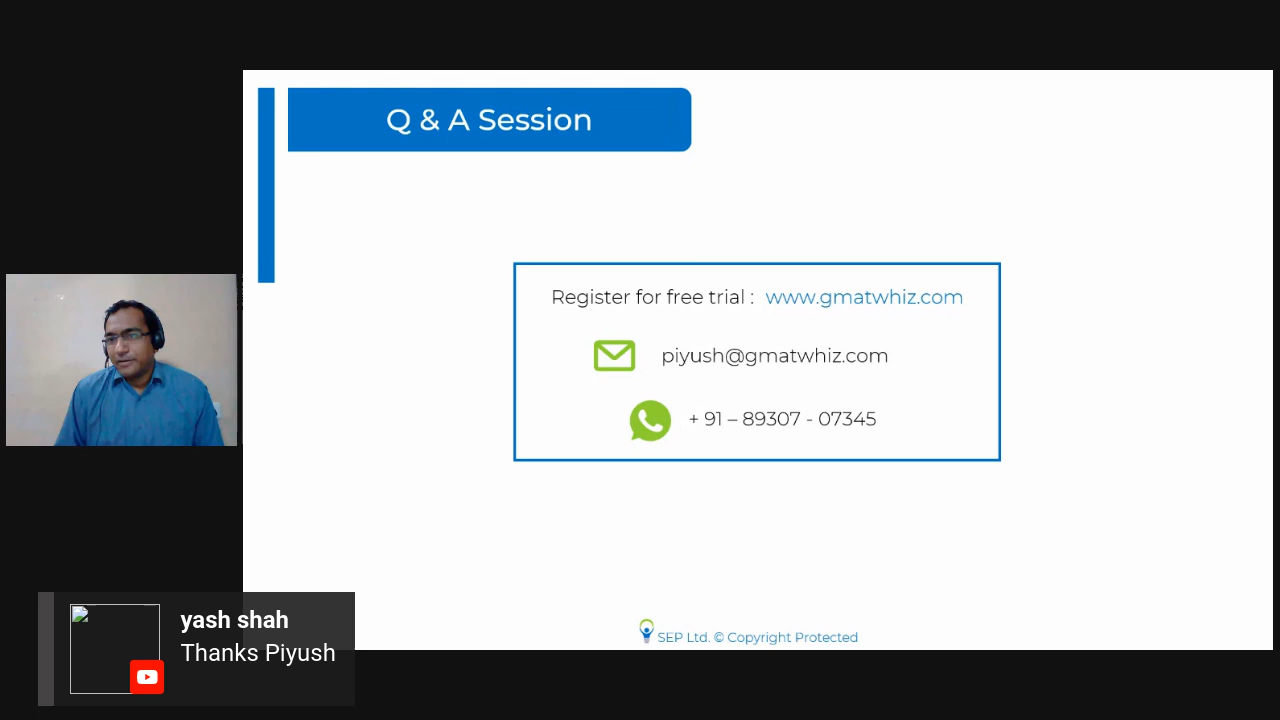 Q & A Session
Register for free trial : www.gmatwhiz.com
piyush@gmatwhiz.com
+ 91 – 89307 - 07345
SEP Ltd. © Copyright Protected
yash shah
Thanks Piyush